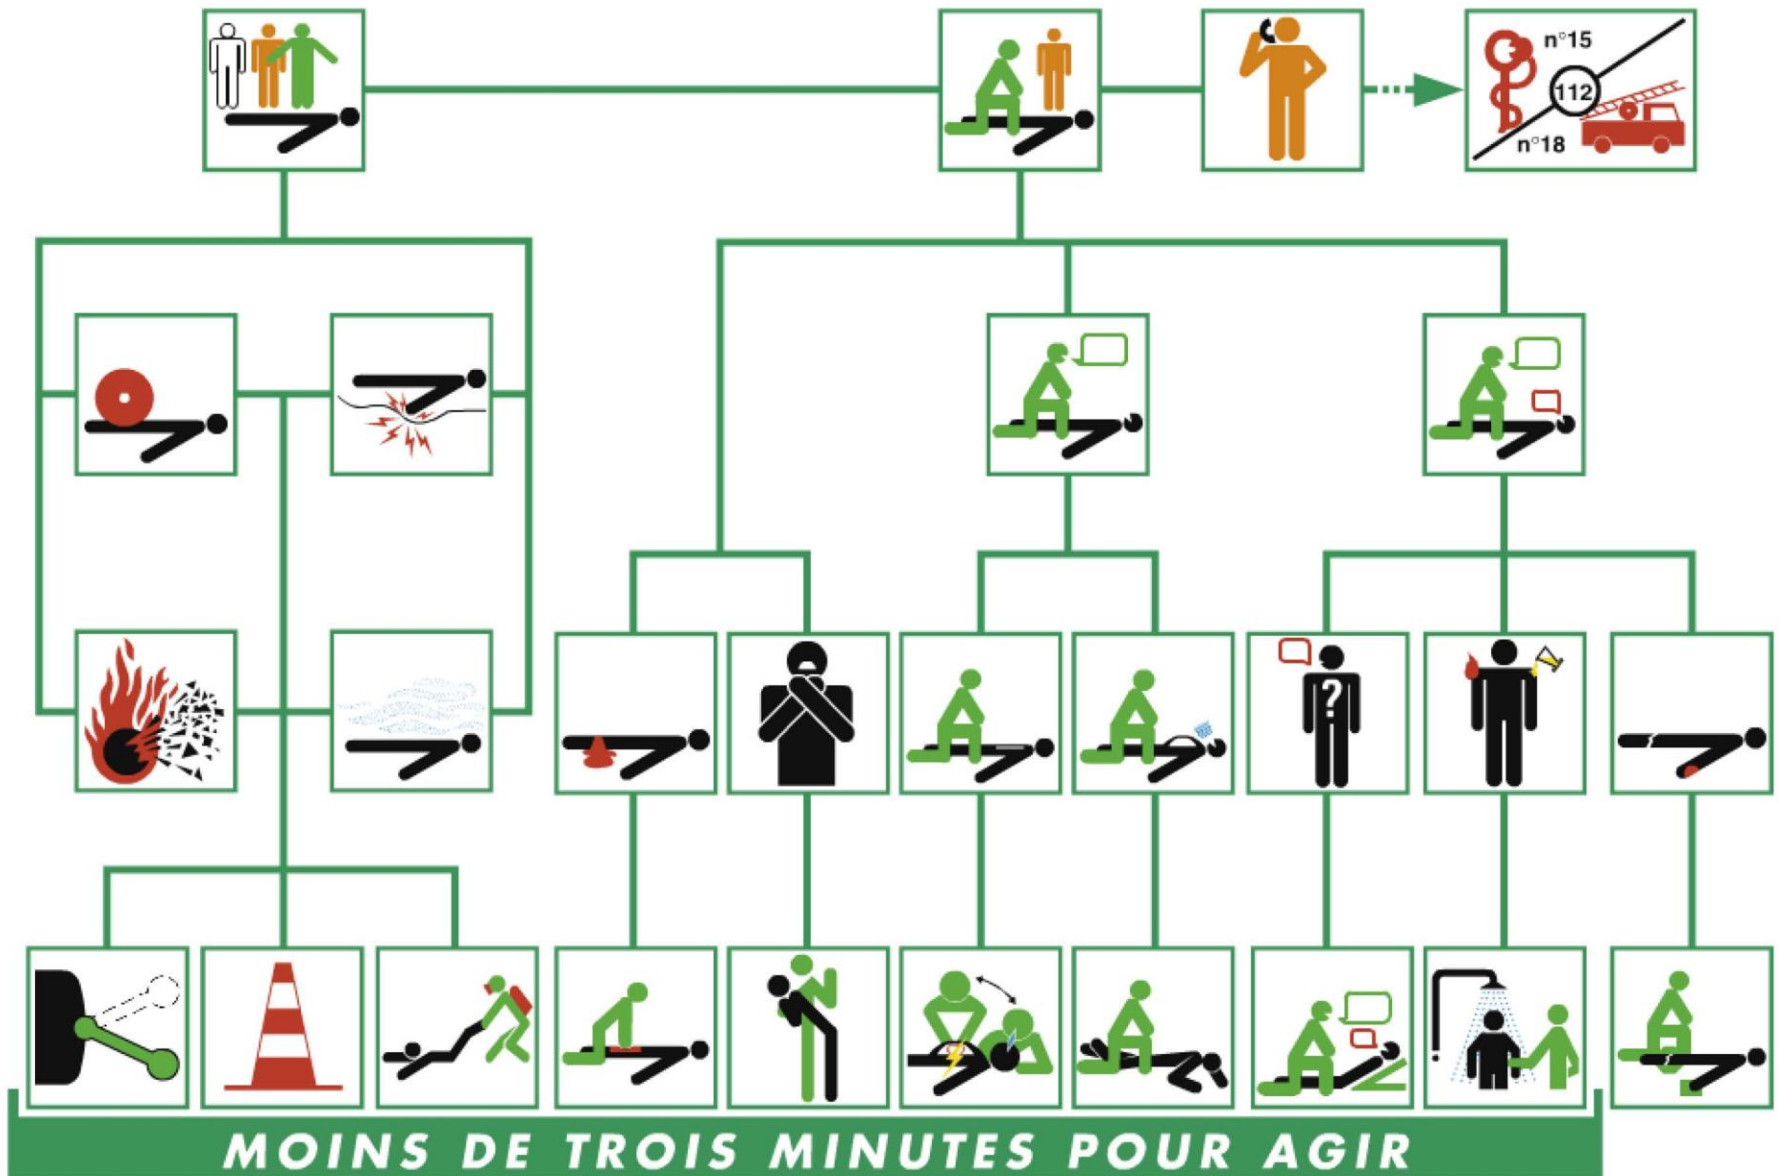 n°15
112
n°18
?
MOINS DE TROIS MINUTES POUR AGIR